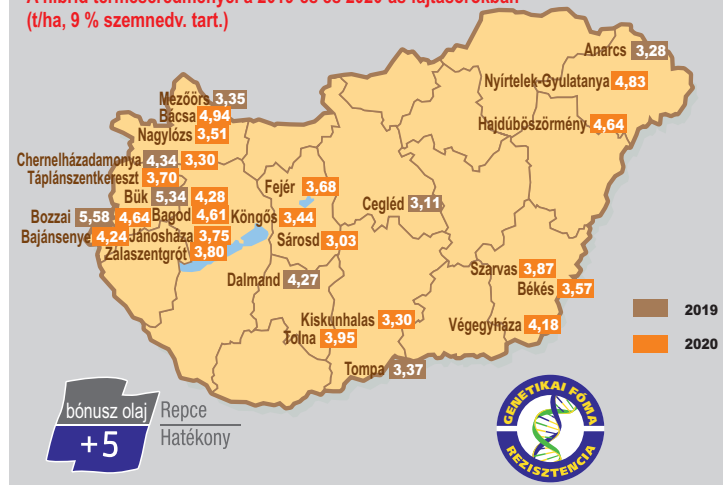 (t/ha, 9 % szemnedv. tart.)
Anarcs 3,28
Nyírtelek-Gyulatanya 4,83
Mezőörs 3,35
Bácsa 4,94
Nagylózs 3,51
Hajdúböszörmény 4,64
Chernelházadamonya 4,34 3,30
Táplánszentkereszt 3,70
Fejér 3,68
Bük 5,34 4,28
Cegléd 3,11
Bozzai 5,58 4,64 Bagod 4,61 Köngős 3,44
Bajánsenye 4,24 Jánosháza 3,75 Sárosd 3,03
Zálaszentgrót 3,80
Szarvas 3,87
Dalmand 4,27
Békés 3,57
2019
Kiskunhalas 3,30
Végegyháza 4,18
Tolna 3,95
2020
Tompa 3,37
bónusz olaj
+5
Repce
Hatékony
GENETIKAI FÓMA
REZISZTENCIA